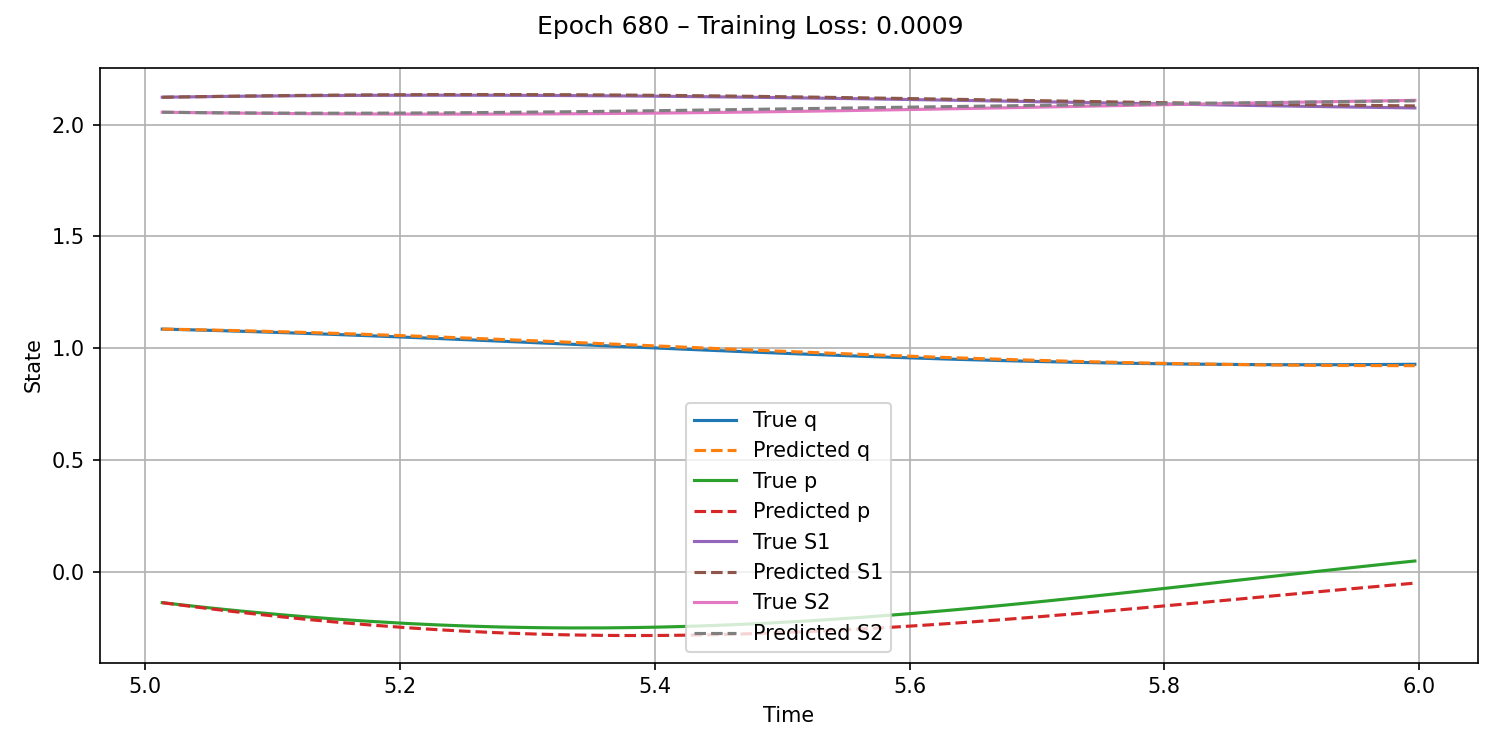 Epoch 680 – Training Loss: 0.0009
State
2.0
1.5
1.0
0.5
0.0
True q
Predicted q
True p
Predicted p
True S1
Predicted S1
True S2
Predicted S2
5.0 5.2 5.4 5.6 5.8 6.0
Time